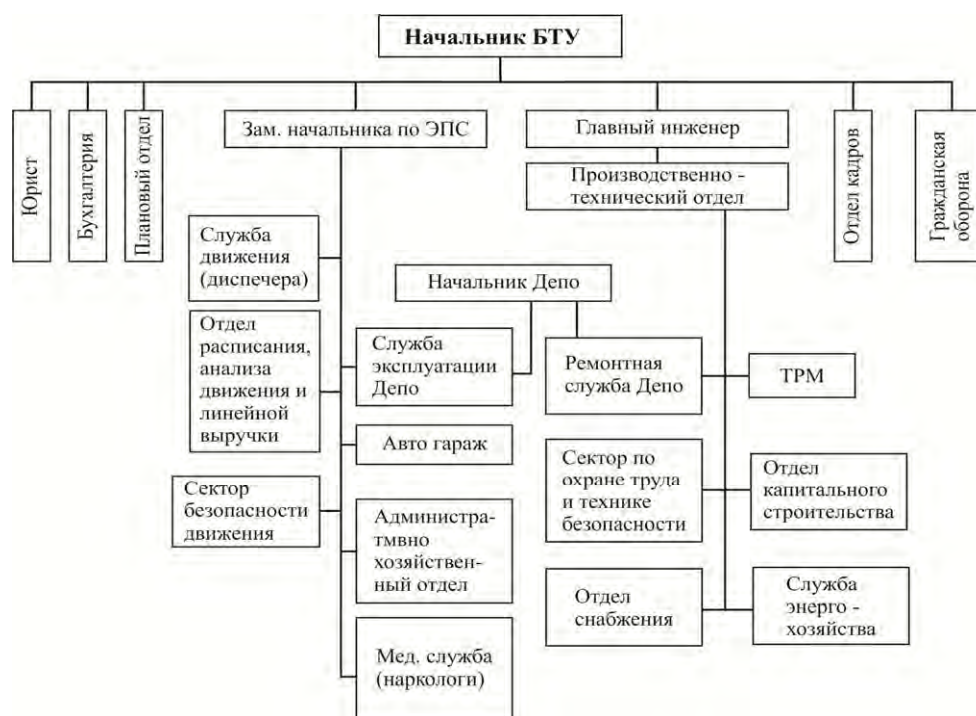 Начальник БТУ
Юрист
Бухгалтерия
Плановый отдел
Зам. начальника по ЭПС
Главный инженер
Производственно -
технический отдел
Отдел кадров
Гражданская
оборона
Служба
движения
(диспечера)
Начальник Депо
Отдел
расписания,
анализа
движения и
линейной
выручки
Служба
эксплуатации
Депо
Ремонтная
служба Депо
ТРМ
Авто гараж
Сектор
безопасности
движения
Администра-
тмвно
хозяйствен-
ный отдел
Сектор по
охране труда
и технике
безопасности
Отдел
капитального
строительства
Отдел
снабжения
Служба
энерго -
хозяйства
Мед. служба
(наркологи)